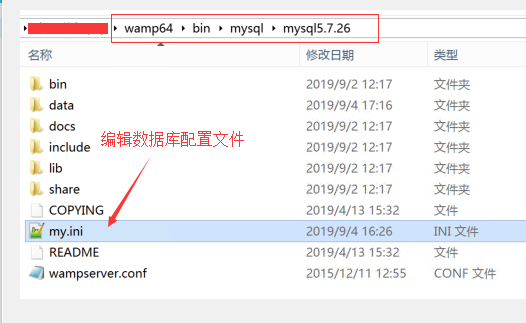 wamp64 bin mysql mysql5.7.26
名称 修改日期 类型
bin 2019/9/2 12:17 文件夹
data 2019/9/4 17:16 文件夹
docs 2019/9/2 12:17 文件夹
编辑数据库配置文件
include 2019/9/2 12:17 文件夹
lib 2019/9/2 12:17 文件夹
share 2019/9/2 12:17 文件夹
COPYING 2019/4/13 15:32 文件
my.ini 2019/9/4 16:26 INI 文件
README 2019/4/13 15:32 文件
wampserver.conf 2015/12/11 12:55 CONF 文件